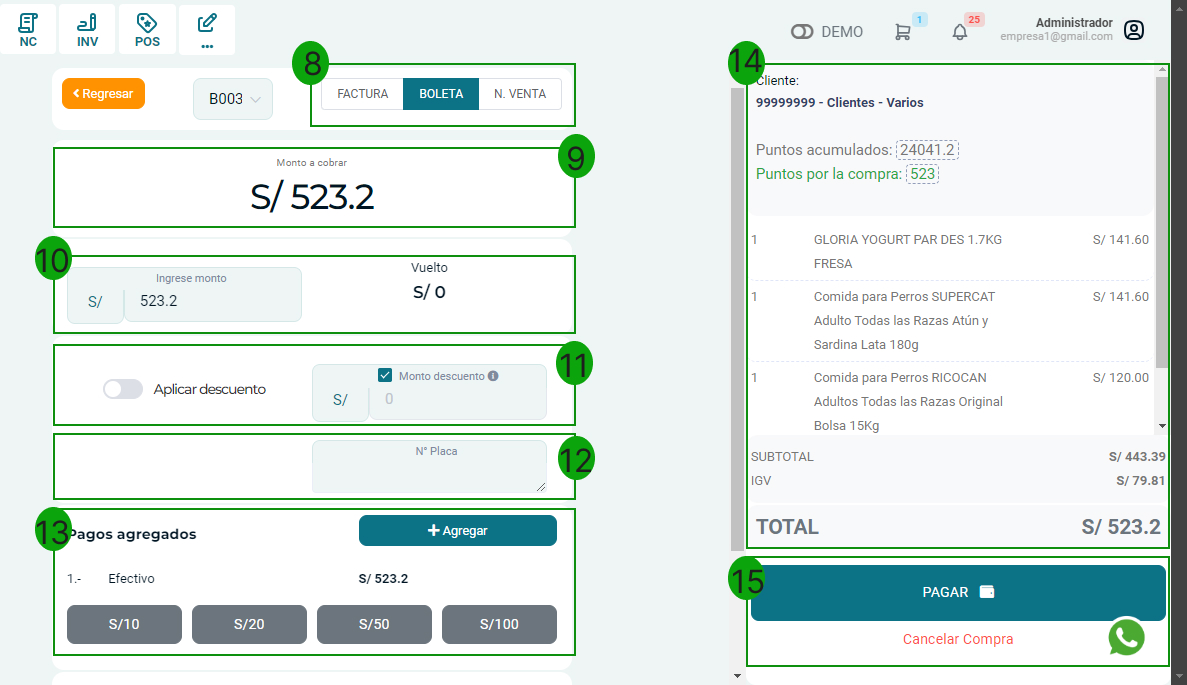 NC
INV
POS
...
DEMO
1
25
Administrador
empresa1@gmail.com
Regresar
B003
8
FACTURA
BOLETA
N. VENTA
9
Monto a cobrar
S/ 523.2
10
S/
Ingrese monto
523.2
Vuelto
S/ 0
11
Aplicar descuento
S/
Monto descuento
0
12
N° Placa
13
Pagos agregados
Agregar
1.-
Efectivo
S/ 523.2
S/10
S/20
S/50
S/100
14
Cliente:
99999999 - Clientes - Varios
Puntos acumulados: 24041.2
Puntos por la compra: 523
1 GLORIA YOGURT PAR DES 1.7KG S/ 141.60
FRESA
1 Comida para Perros SUPERCAT S/ 141.60
Adulto Todas las Razas Atún y
Sardina Lata 180g
1 Comida para Perros RICOCAN S/ 120.00
Adultos Todas las Razas Original
Bolsa 15Kg
SUBTOTAL S/ 443.39
IGV S/ 79.81
TOTAL S/ 523.2
15
PAGAR
Cancelar Compra